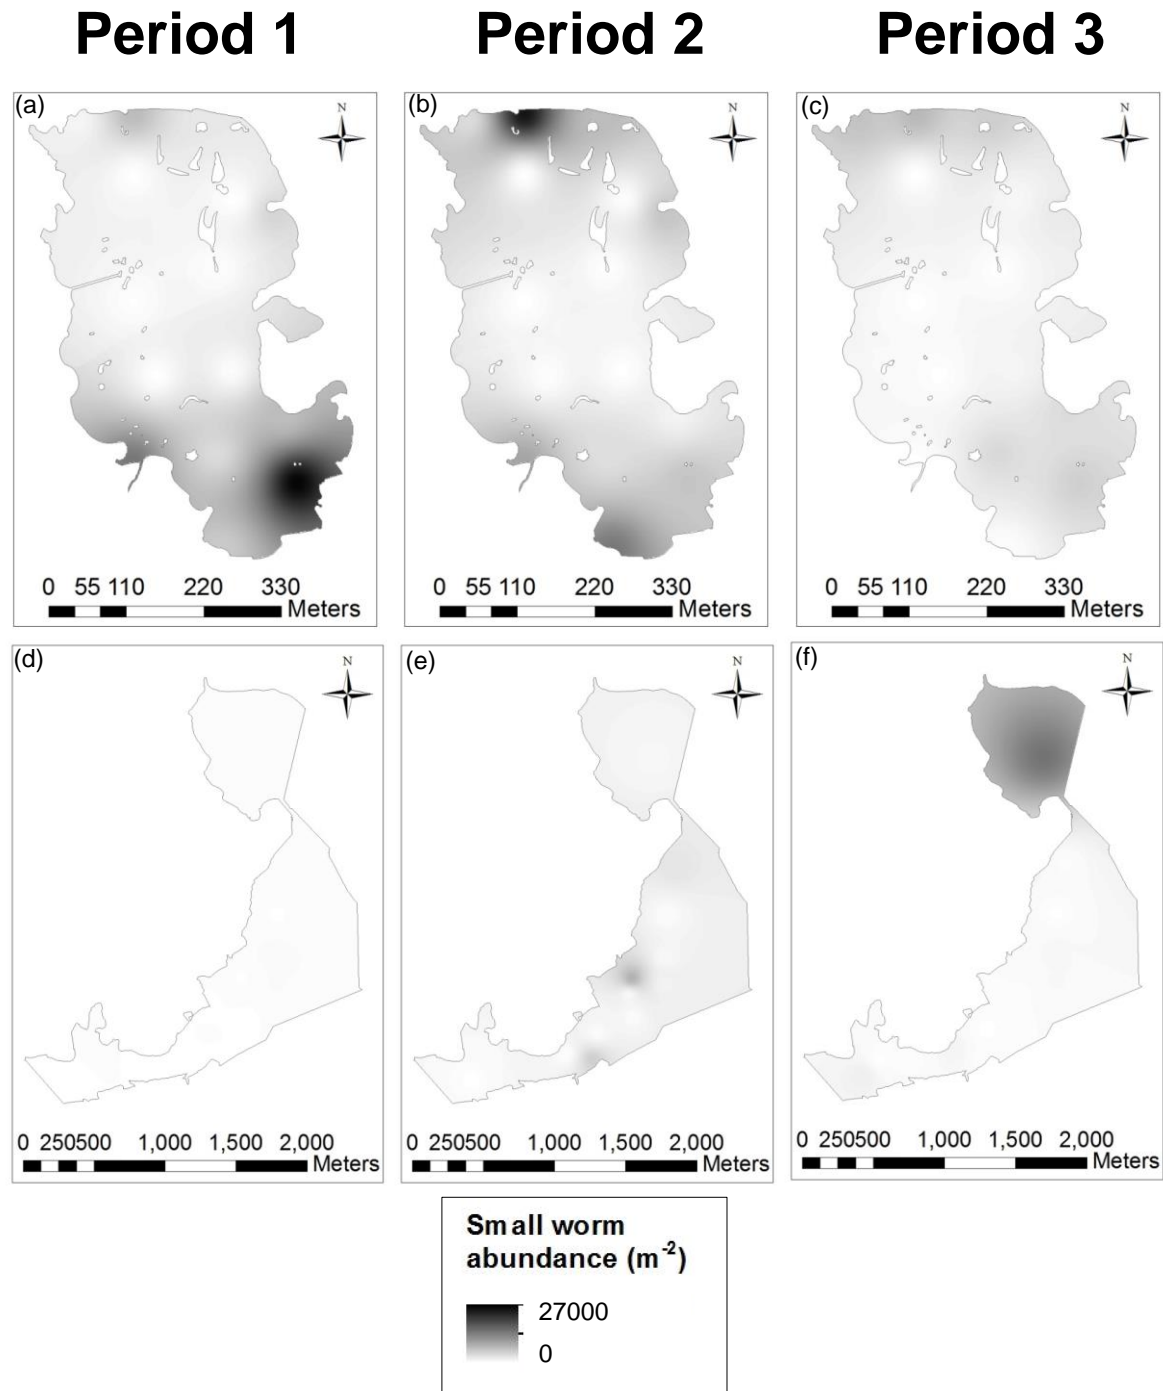 Period 1 Period 2 Period 3
(a) N (b) N (c) N
0 55 110 220 330 0 55 110 220 330 0 55 110 220 330
Meters Meters Meters
(d) N (e) N (f) N
0 250500 1,000 1,500 2,000 0 250500 1,000 1,500 2,000 0 250500 1,000 1,500 2,000
Meters Meters Meters
Small worm
abundance (m-2)
27000
0